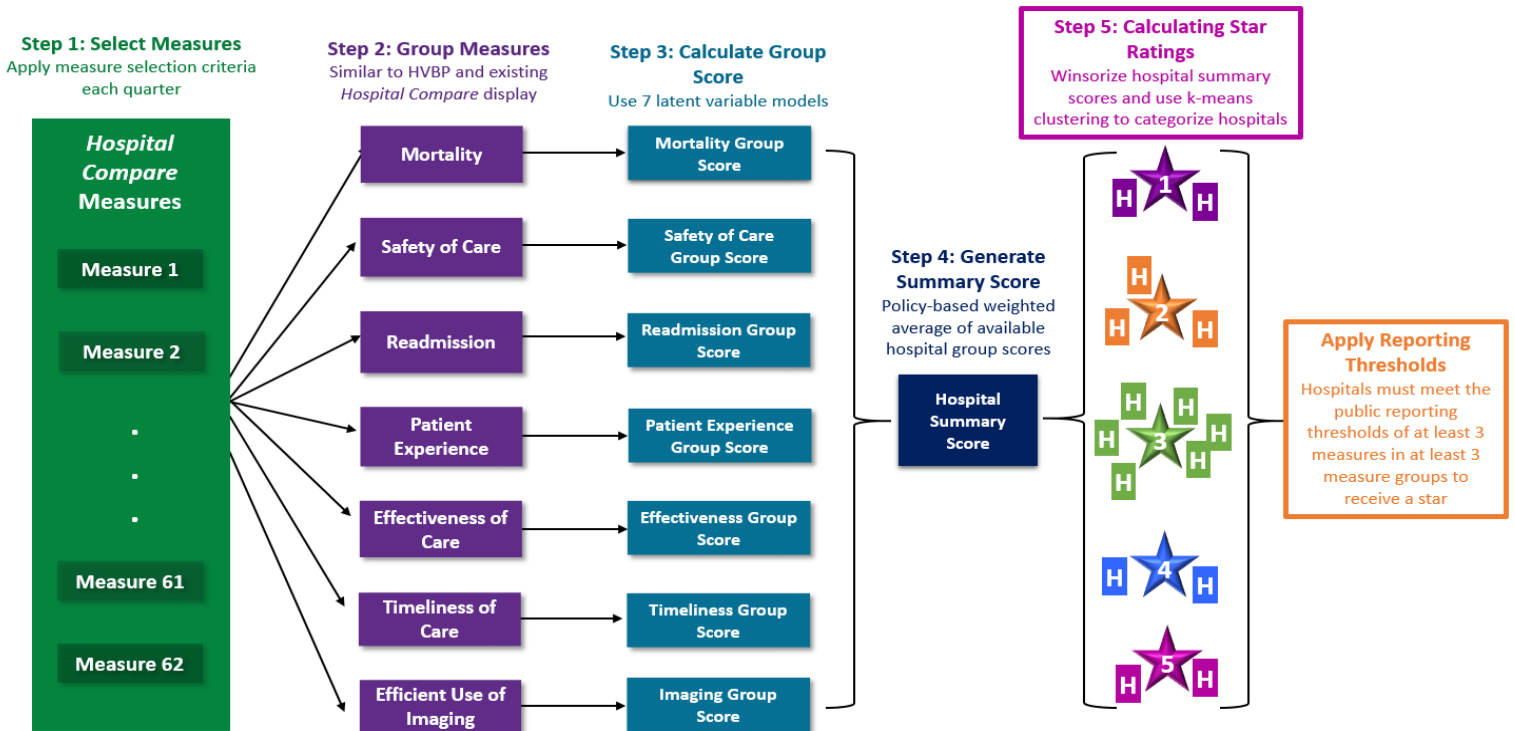 Step 1: Select Measures
Apply measure selection criteria
each quarter
Hospital
Compare
Measures
Measure 1
Measure 2
.
.
.
Measure 61
Measure 62
Step 2: Group Measures
Similar to HVBP and existing
Hospital Compare display
Mortality
Safety of Care
Readmission
Patient
Experience
Effectiveness of
Care
Timeliness of
Care
Efficient Use of
Imaging
Step 3: Calculate Group
Score
Use 7 latent variable models
Mortality Group
Score
Safety of Care
Group Score
Readmission Group
Score
Patient Experience
Group Score
Effectiveness Group
Score
Timeliness Group
Score
Imaging Group
Score
Step 4: Generate
Summary Score
Policy-based weighted
average of available
hospital group scores
Hospital
Summary
Score
Step 5: Calculating Star
Ratings
Winsorize hospital summary
scores and use k-means
clustering to categorize hospitals
H 1 H
H
H 2 H
H H
H 3 H
H H
H 4 H
H 5 H
Apply Reporting
Thresholds
Hospitals must meet the
public reporting
thresholds of at least 3
measures in at least 3
measure groups to
receive a star